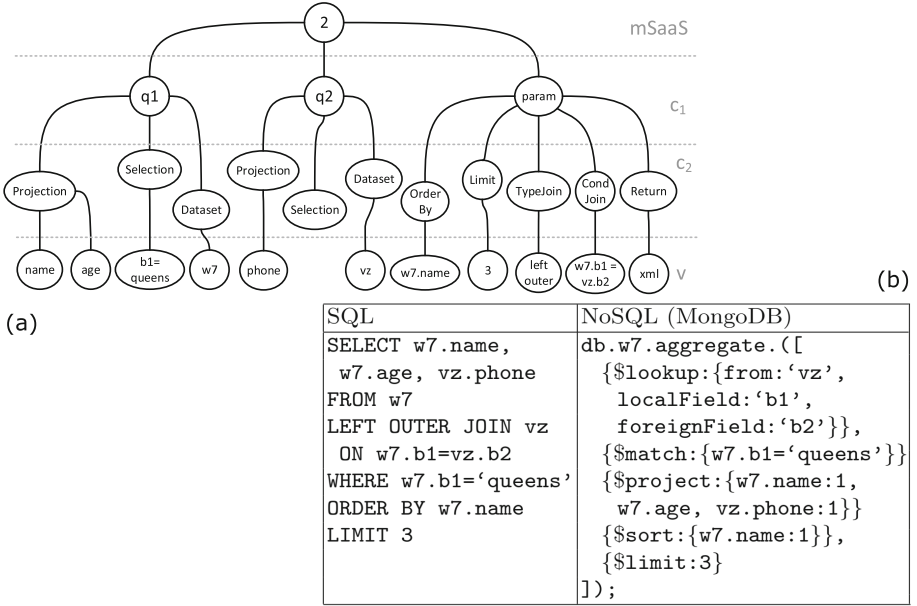 2
mSaaS
q1
q2
param
c1
Projection
Selection
Dataset
Projection
Selection
Dataset
Order
By
Limit
TypeJoin
Cond
Join
Return
c2
name
age
b1=
queens
w7
phone
vz
w7.name
3
left
outer
w7.b1 =
vz.b2
xml
v
(b)
(a)
SQL
SELECT w7.name,
w7.age, vz.phone
FROM w7
LEFT OUTER JOIN vz
ON w7.b1=vz.b2
WHERE w7.b1=‘queens’
ORDER BY w7.name
LIMIT 3
NoSQL (MongoDB)
db.w7.aggregate.([
{$lookup:{from:‘vz’,
localField:‘b1’,
foreignField:‘b2’}},
{$match:{w7.b1=‘queens’}}
{$project:{w7.name:1,
w7.age, vz.phone:1}}
{$sort:{w7.name:1}},
{$limit:3}
]);